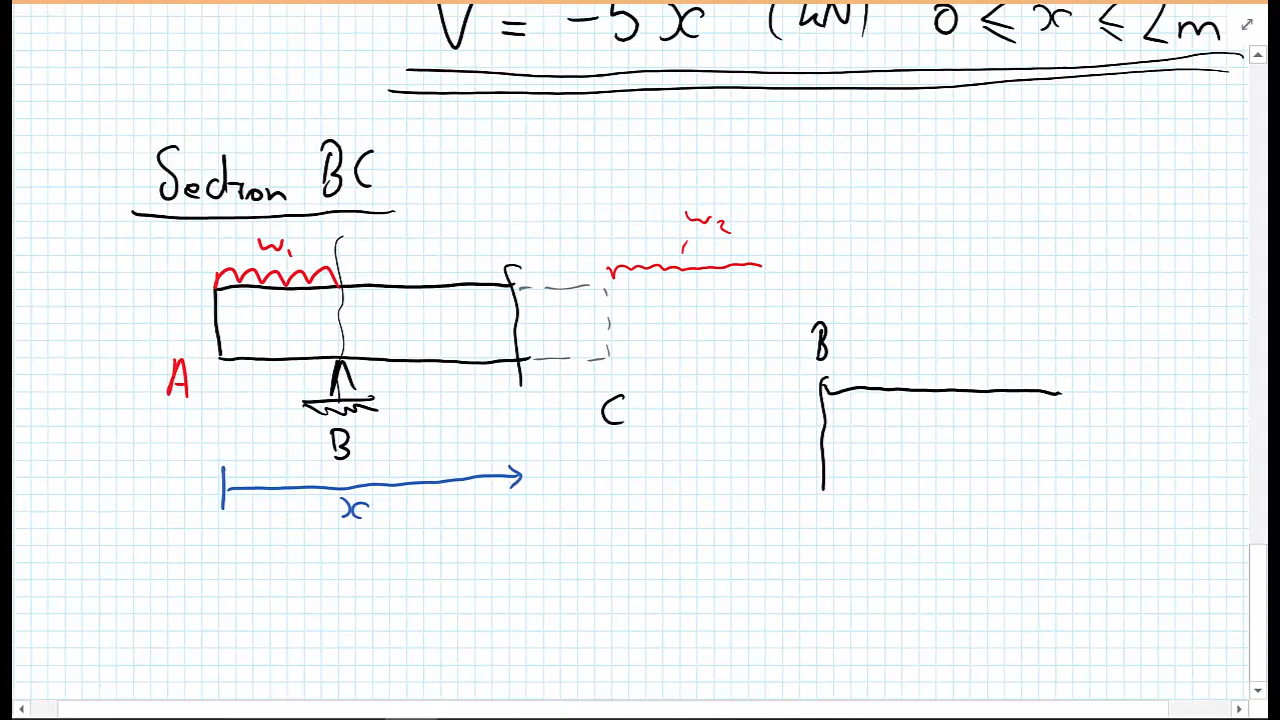 V = -5x (kN) 0 ≤ x ≤ 2m
Section BC
w₁
w₂
A
B
C
x
B